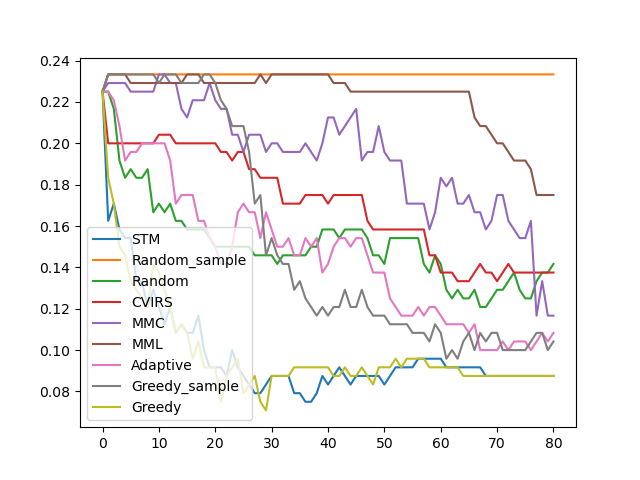 0.24
0.22
0.20
0.18
0.16
0.14
0.12
0.10
0.08
STM
Random_sample
Random
CVIRS
MMC
MML
Adaptive
Greedy_sample
Greedy
0 10 20 30 40 50 60 70 80